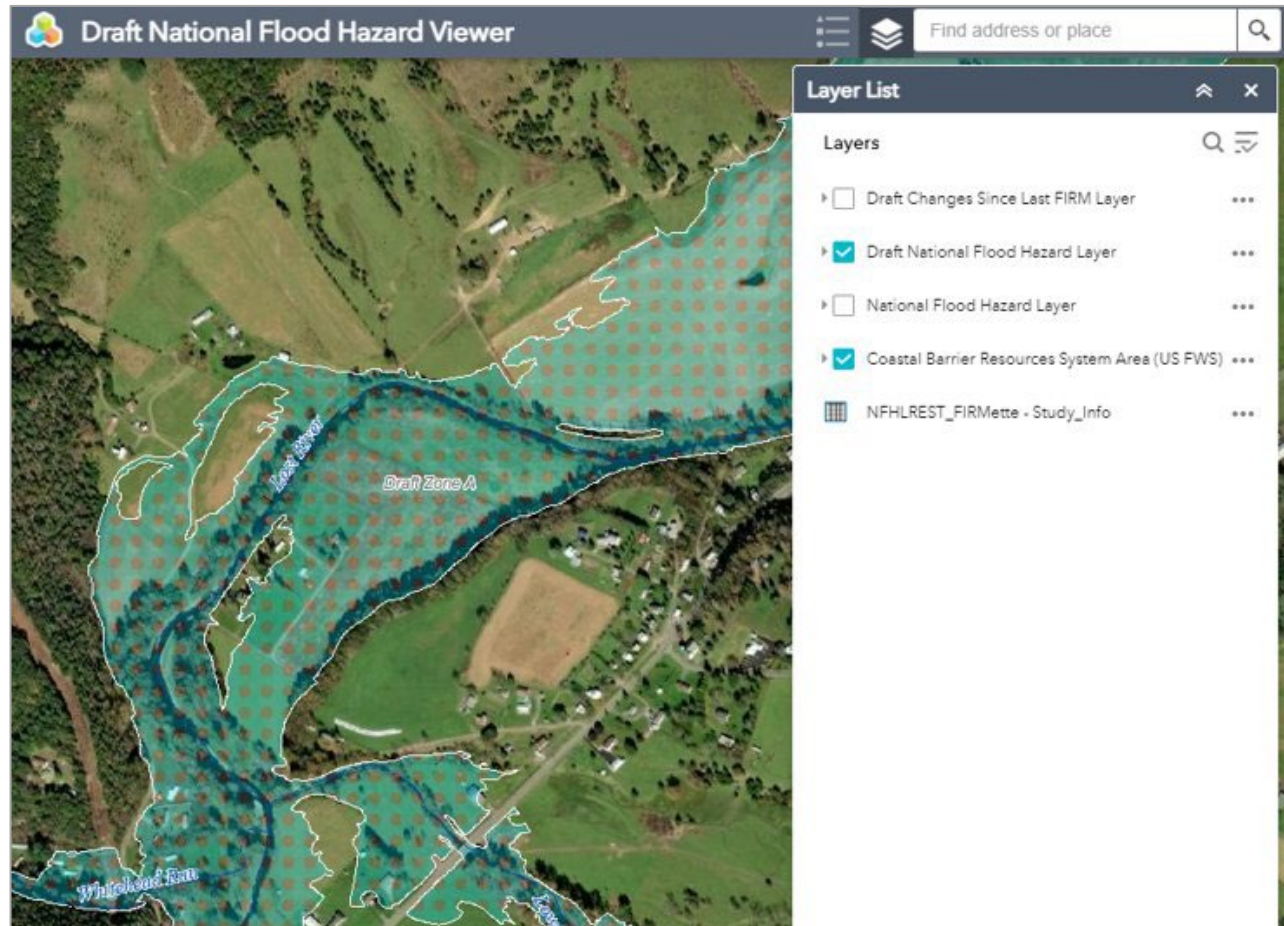 Draft National Flood Hazard Viewer
Find address or place
Layer List
Layers
Draft Changes Since Last FIRM Layer
Draft National Flood Hazard Layer
National Flood Hazard Layer
Coastal Barrier Resources System Area (US FWS)
NFHLREST_FIRMette - Study_Info
Lost River
Draft Zone A
Whitehead Run